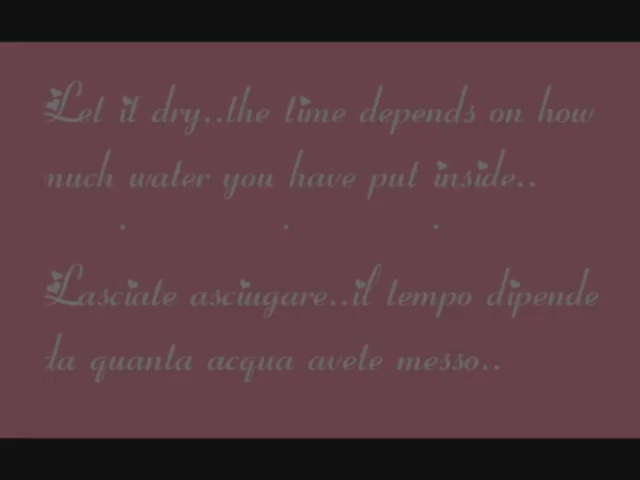 Let it dry..the time depends on how
nuch water you have put inside..
. . .
Lasciate asciugare..il tempo dipende
ta quanta acqua avete messo..